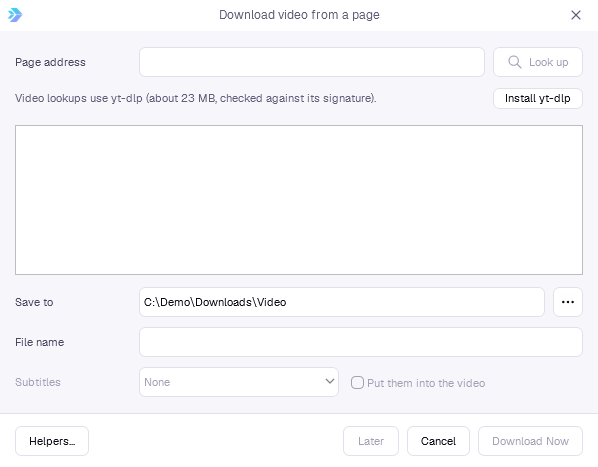 Download video from a page
Page address
Look up
Video lookups use yt-dlp (about 23 MB, checked against its signature).
Install yt-dlp
Save to
C:\Demo\Downloads\Video
...
File name
Subtitles
None
Put them into the video
Helpers...
Later
Cancel
Download Now